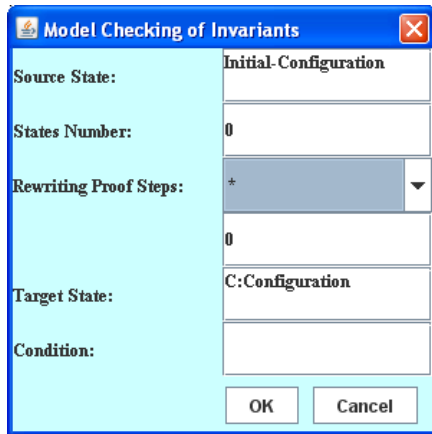 Model Checking of Invariants
Source State: Initial-Configuration
States Number: 0
Rewriting Proof Steps: *
0
Target State: C:Configuration
Condition:
OK Cancel